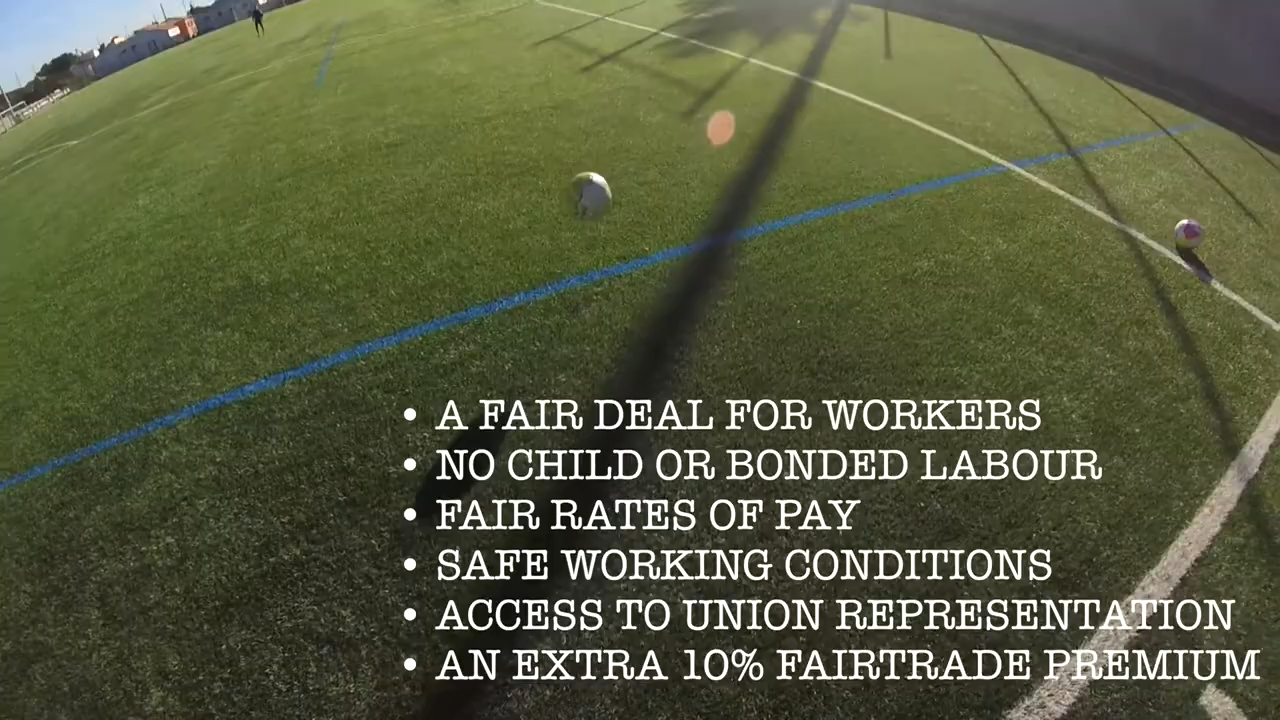 • A FAIR DEAL FOR WORKERS
• NO CHILD OR BONDED LABOUR
• FAIR RATES OF PAY
• SAFE WORKING CONDITIONS
• ACCESS TO UNION REPRESENTATION
• AN EXTRA 10% FAIRTRADE PREMIUM